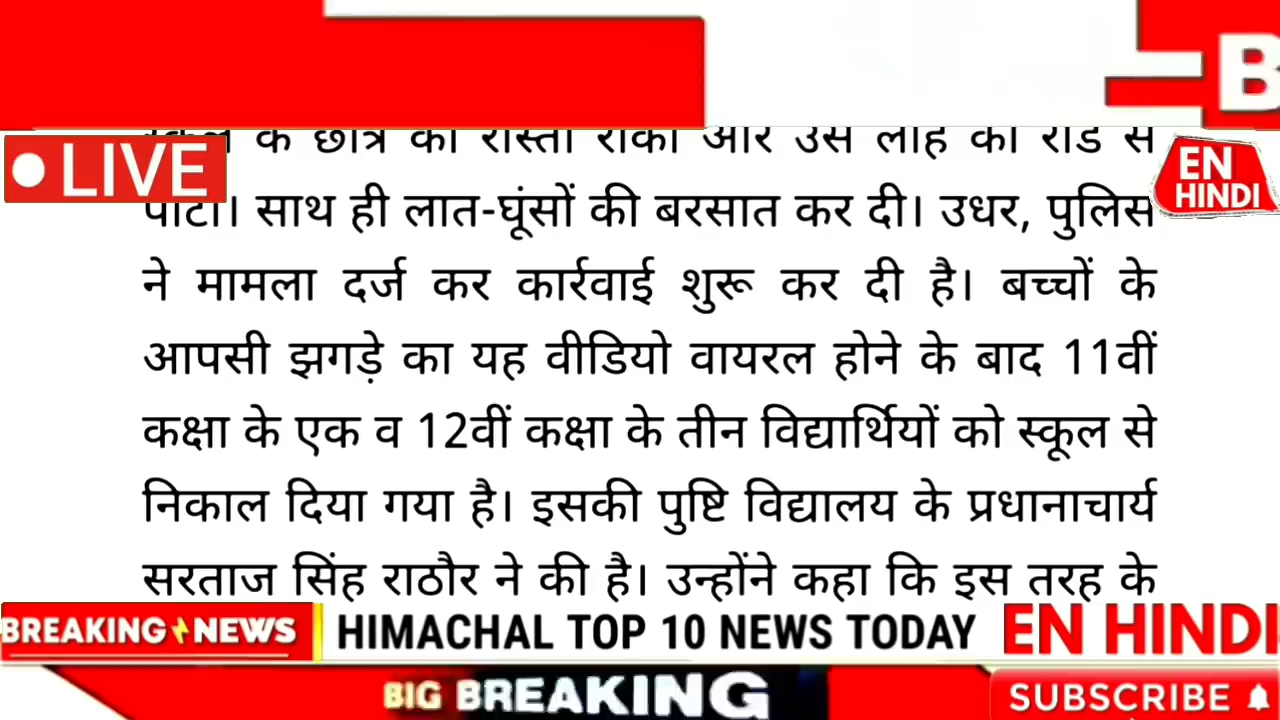 B
के छात्र का रास्ता रोका और उसे लोहे की रॉड से
LIVE
EN
HINDI
पीटा। साथ ही लात-घूंसों की बरसात कर दी। उधर, पुलिस
ने मामला दर्ज कर कार्रवाई शुरू कर दी है। बच्चों के
आपसी झगड़े का यह वीडियो वायरल होने के बाद 11वीं
कक्षा के एक व 12वीं कक्षा के तीन विद्यार्थियों को स्कूल से
निकाल दिया गया है। इसकी पुष्टि विद्यालय के प्रधानाचार्य
सरताज सिंह राठौर ने की है। उन्होंने कहा कि इस तरह के
BREAKING NEWS
HIMACHAL TOP 10 NEWS TODAY
EN HINDI
BIG BREAKING
SUBSCRIBE